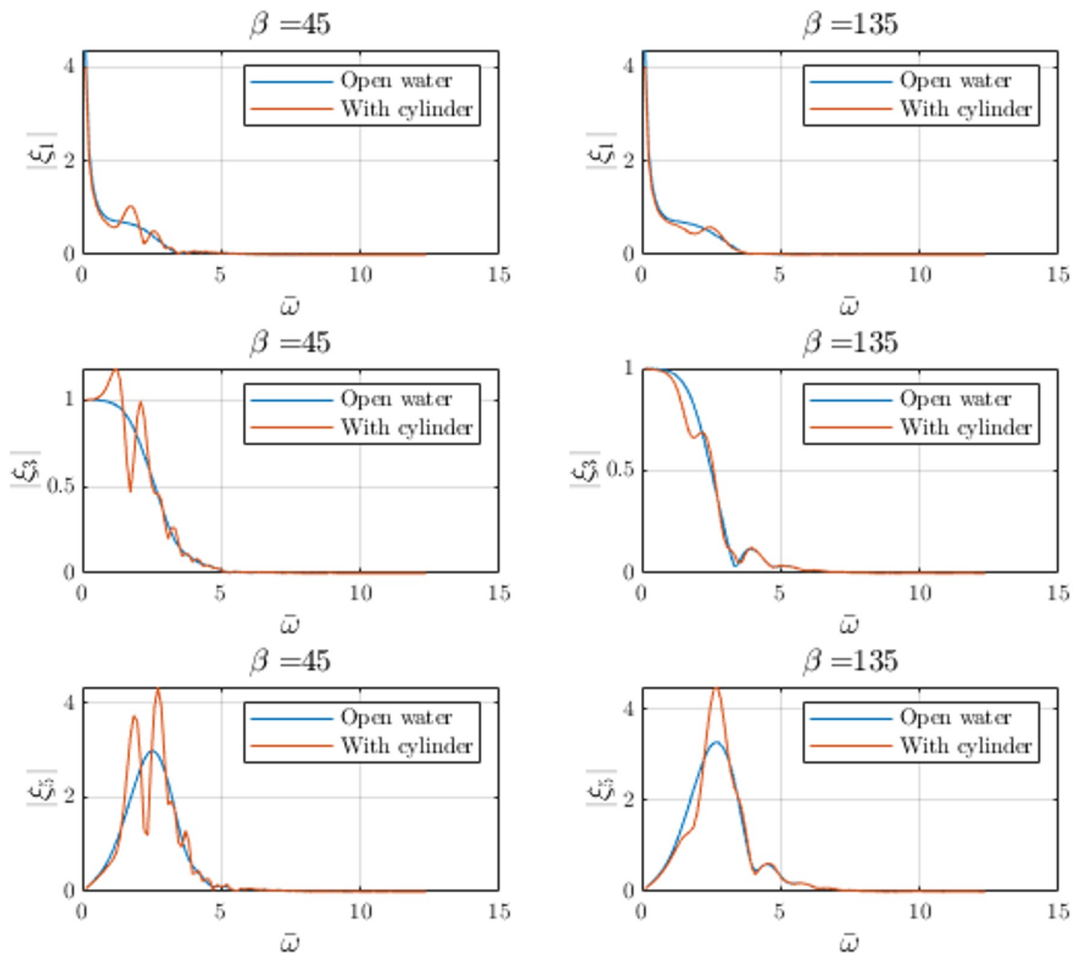 β =45
4
2
0
|ξ₁|
Open water
With cylinder
0 5 10 15
ω̄
β =135
4
2
0
|ξ₁|
Open water
With cylinder
0 5 10 15
ω̄
β =45
1
0.5
0
|ξ₃|
Open water
With cylinder
0 5 10 15
ω̄
β =135
1
0.5
0
|ξ₃|
Open water
With cylinder
0 5 10 15
ω̄
β =45
4
2
0
|ξ₅|
Open water
With cylinder
0 5 10 15
ω̄
β =135
4
2
0
|ξ₅|
Open water
With cylinder
0 5 10 15
ω̄